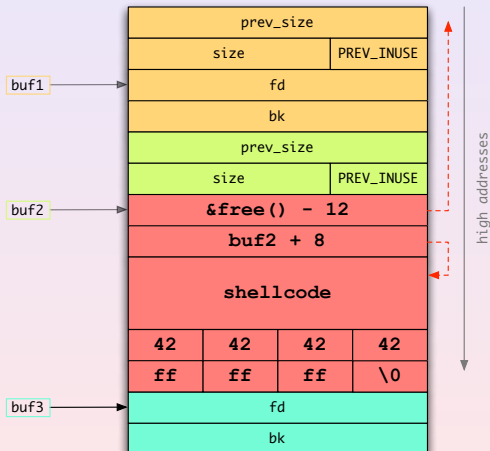 prev_size
size PREV_INUSE
buf1 fd
bk
prev_size
size PREV_INUSE
buf2 &free() - 12
buf2 + 8
shellcode
42 42 42 42
ff ff ff \0
buf3 fd
bk
high addresses